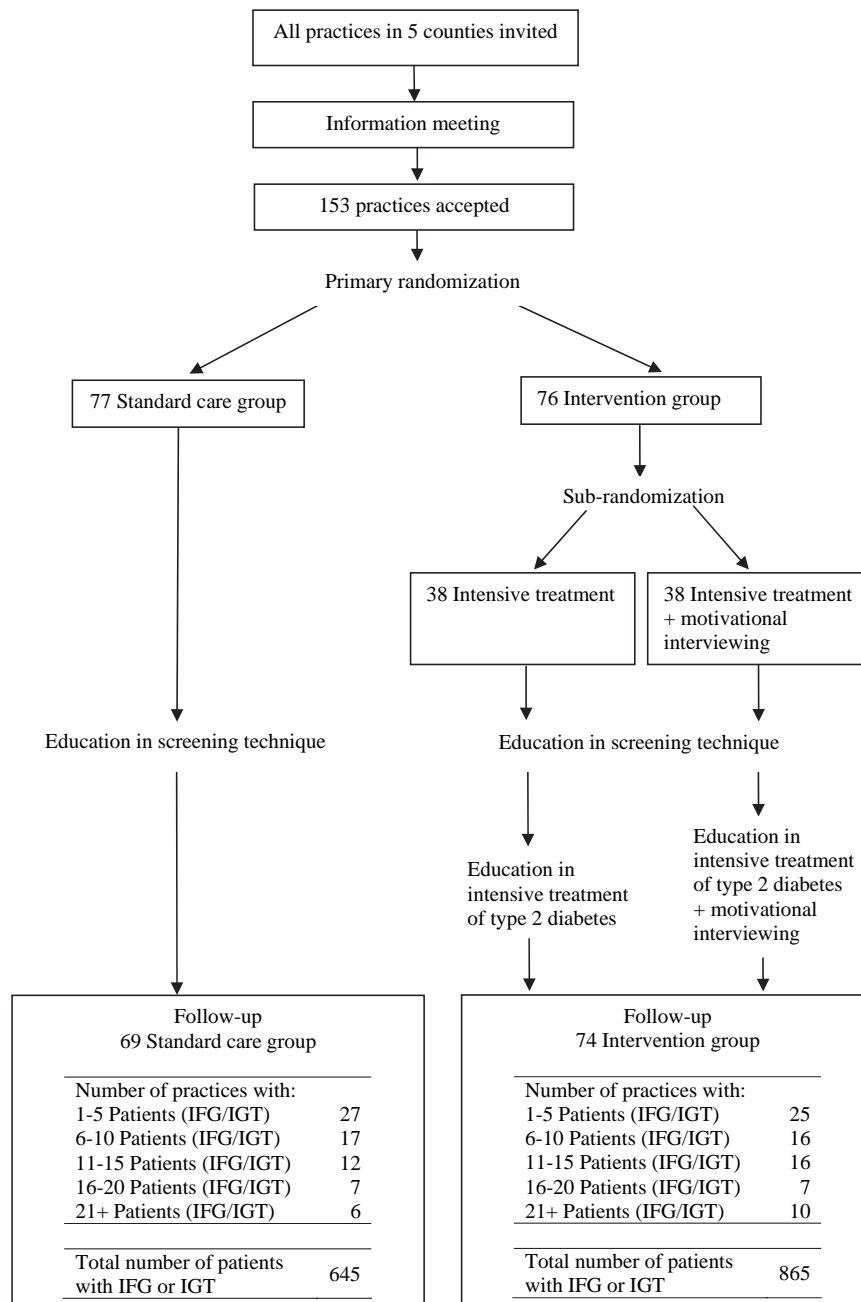 All practices in 5 counties invited
Information meeting
153 practices accepted
Primary randomization
77 Standard care group
76 Intervention group
Sub-randomization
38 Intensive treatment
38 Intensive treatment
+ motivational
interviewing
Education in screening technique
Education in screening technique
Education in
intensive treatment
of type 2 diabetes
Education in
intensive treatment
of type 2 diabetes
+ motivational
interviewing
Follow-up
69 Standard care group
Number of practices with:
1-5 Patients (IFG/IGT) 27
6-10 Patients (IFG/IGT) 17
11-15 Patients (IFG/IGT) 12
16-20 Patients (IFG/IGT) 7
21+ Patients (IFG/IGT) 6
Total number of patients
with IFG or IGT 645
Follow-up
74 Intervention group
Number of practices with:
1-5 Patients (IFG/IGT) 25
6-10 Patients (IFG/IGT) 16
11-15 Patients (IFG/IGT) 16
16-20 Patients (IFG/IGT) 7
21+ Patients (IFG/IGT) 10
Total number of patients
with IFG or IGT 865